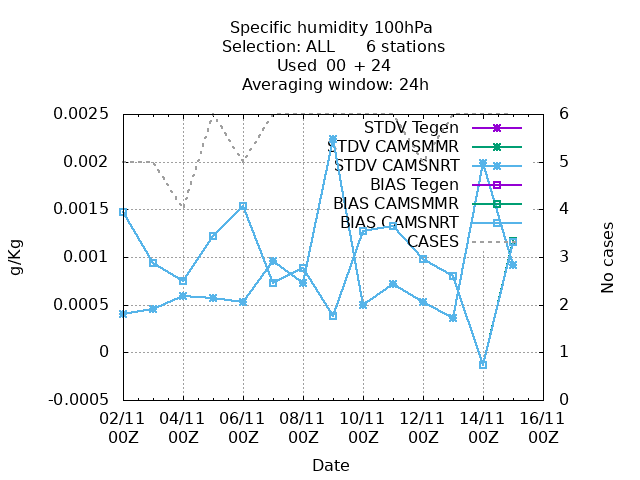 Specific humidity 100hPa
Selection: ALL 6 stations
Used 00 + 24
Averaging window: 24h
STDV Tegen
STDV CAMSMMR
STDV CAMSNRT
BIAS Tegen
BIAS CAMSMMR
BIAS CAMSNRT
CASES
g/Kg
0.0025
0.002
0.0015
0.001
0.0005
0
-0.0005
6
5
4
3
2
1
0
No cases
02/11 04/11 06/11 08/11 10/11 12/11 14/11 16/11
00Z 00Z 00Z 00Z 00Z 00Z 00Z 00Z
Date